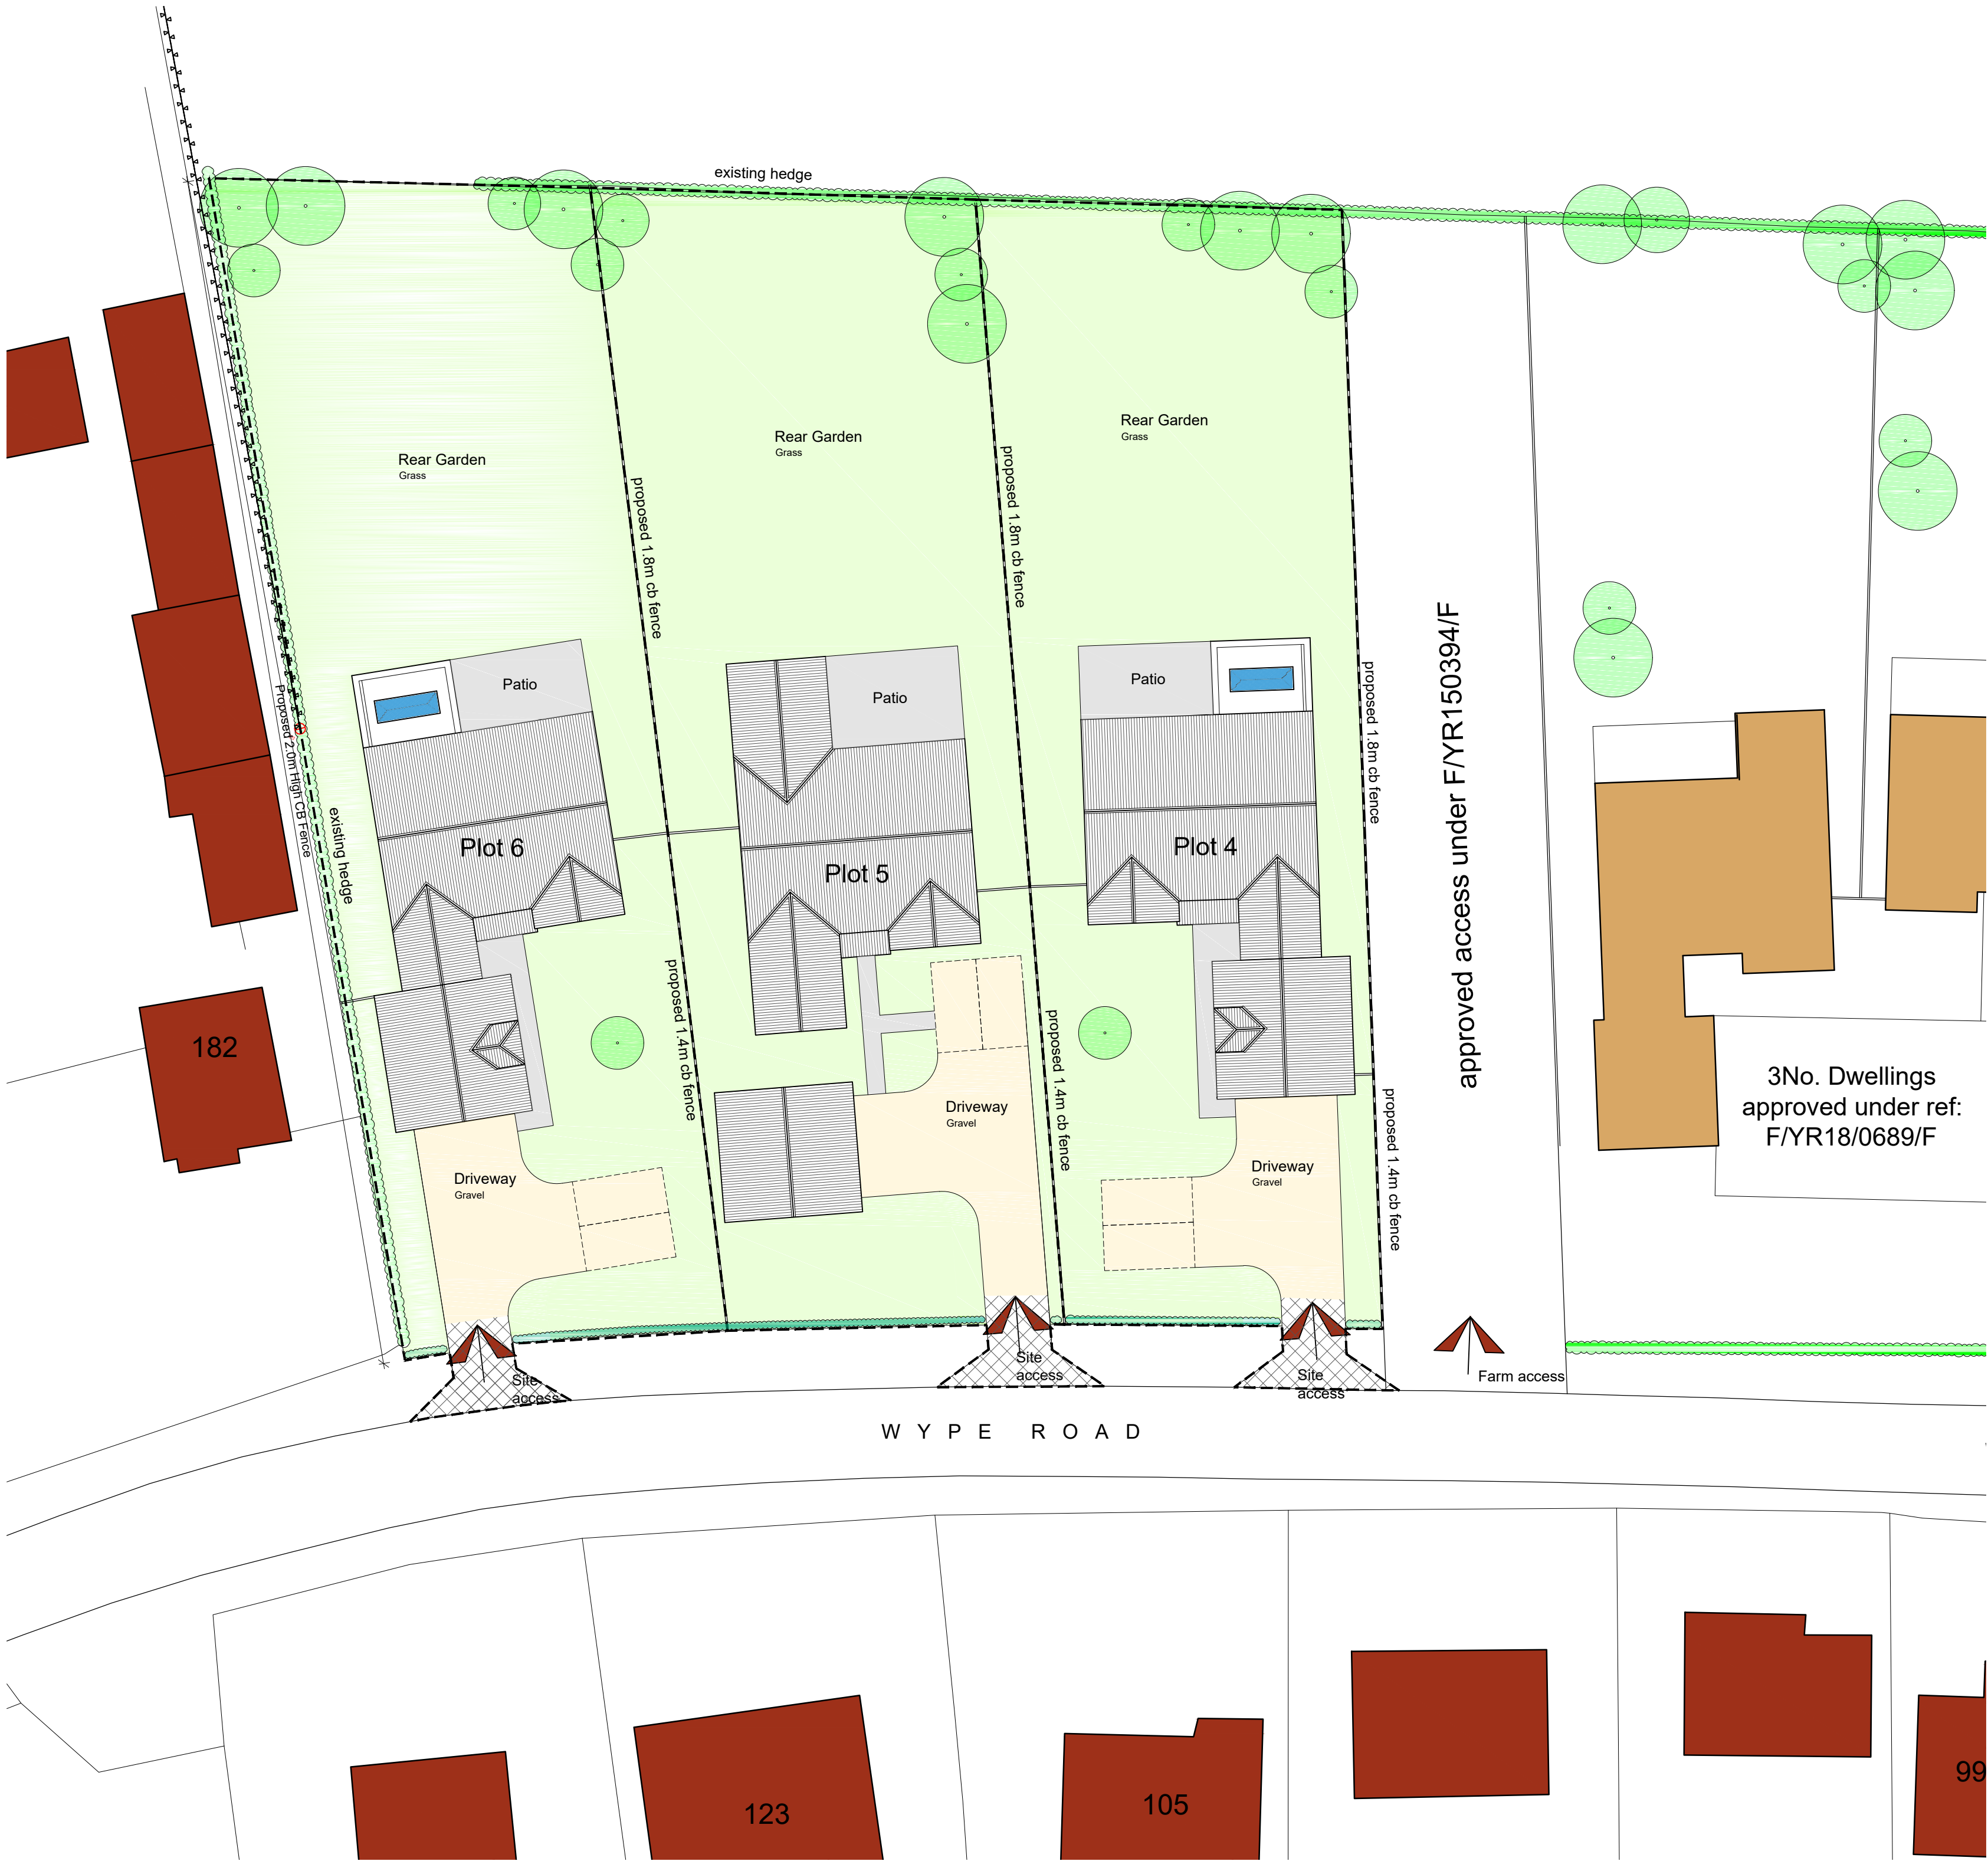 existing hedge
Rear Garden
Grass
Rear Garden
Grass
Rear Garden
Grass
proposed 1.8m cb fence
proposed 1.8m cb fence
proposed 1.8m cb fence
approved access under F/YR150394/F
Proposed 2.0m High CB Fence
existing hedge
Patio
Patio
Patio
Plot 6
Plot 5
Plot 4
proposed 1.4m cb fence
proposed 1.4m cb fence
proposed 1.4m cb fence
182
3No. Dwellings
approved under ref:
F/YR18/0689/F
Driveway
Gravel
Driveway
Gravel
Driveway
Gravel
Site
access
Site
access
Site
access
Farm access
WYPE ROAD
123
105
99